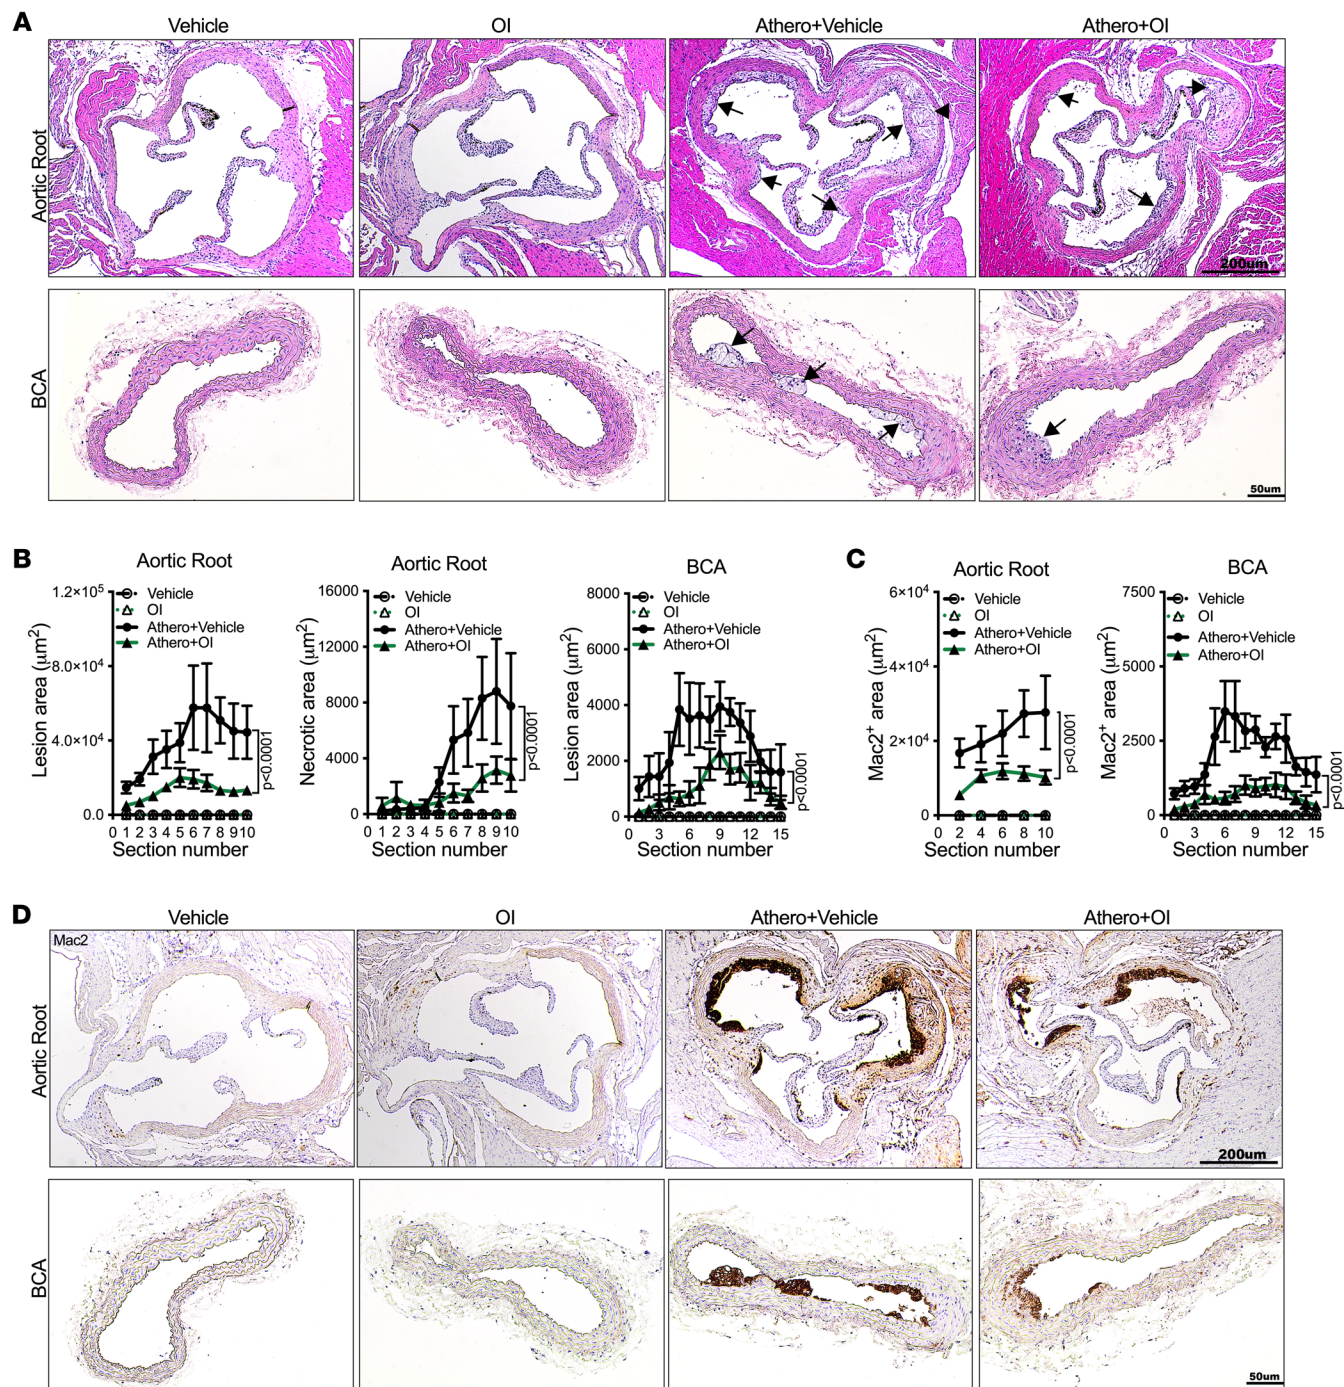 A
Vehicle
OI
Athero+Vehicle
Athero+OI
Aortic Root
200um
BCA
50um
B
Aortic Root
Vehicle
OI
Athero+Vehicle
Athero+OI
Lesion area (μm²)
1.2×10⁵
8.0×10⁴
4.0×10⁴
0.0
0 1 2 3 4 5 6 7 8 9 10
Section number
p<0.0001
Aortic Root
Vehicle
OI
Athero+Vehicle
Athero+OI
Necrotic area (μm²)
16000
12000
8000
4000
0
0 1 2 3 4 5 6 7 8 9 10
Section number
p<0.0001
BCA
Vehicle
OI
Athero+Vehicle
Athero+OI
Lesion area (μm²)
8000
6000
4000
2000
0
0 3 6 9 12 15
Section number
p<0.0001
C
Aortic Root
Vehicle
OI
Athero+Vehicle
Athero+OI
Mac2⁺ area (μm²)
6×10⁴
4×10⁴
2×10⁴
0
0 2 4 6 8 10
Section number
p<0.0001
BCA
Vehicle
OI
Athero+Vehicle
Athero+OI
Mac2⁺ area (μm²)
7500
5000
2500
0
0 3 6 9 12 15
Section number
p<0.0001
D
Vehicle
OI
Athero+Vehicle
Athero+OI
Mac2
Aortic Root
200um
BCA
50um